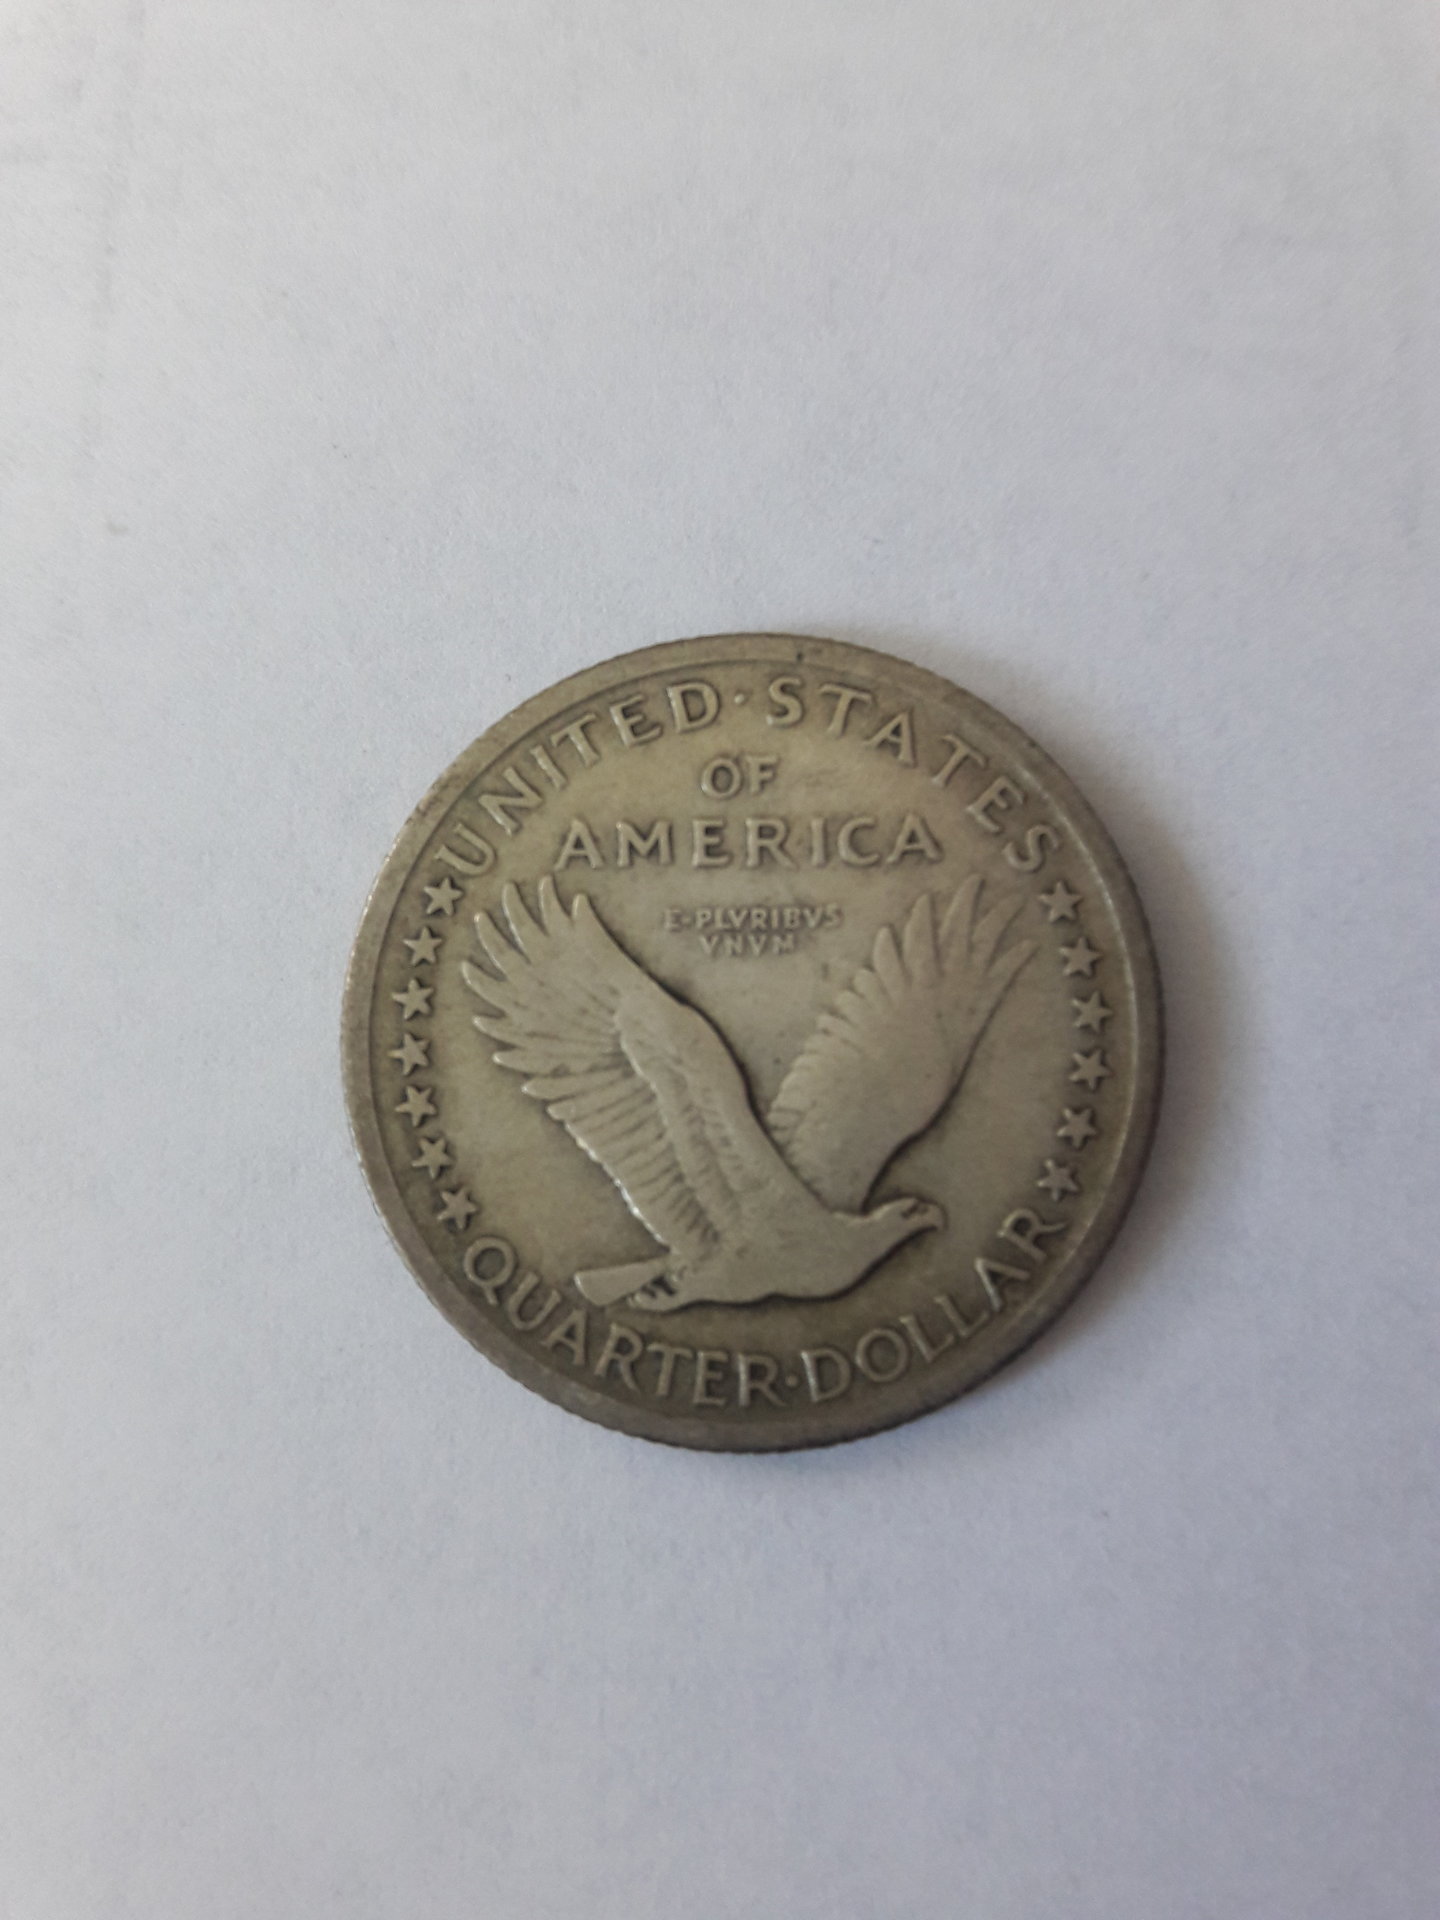 UNITED·STATES
OF
AMERICA
E·PLVRIBVS
VNVM
QUARTER·DOLLAR